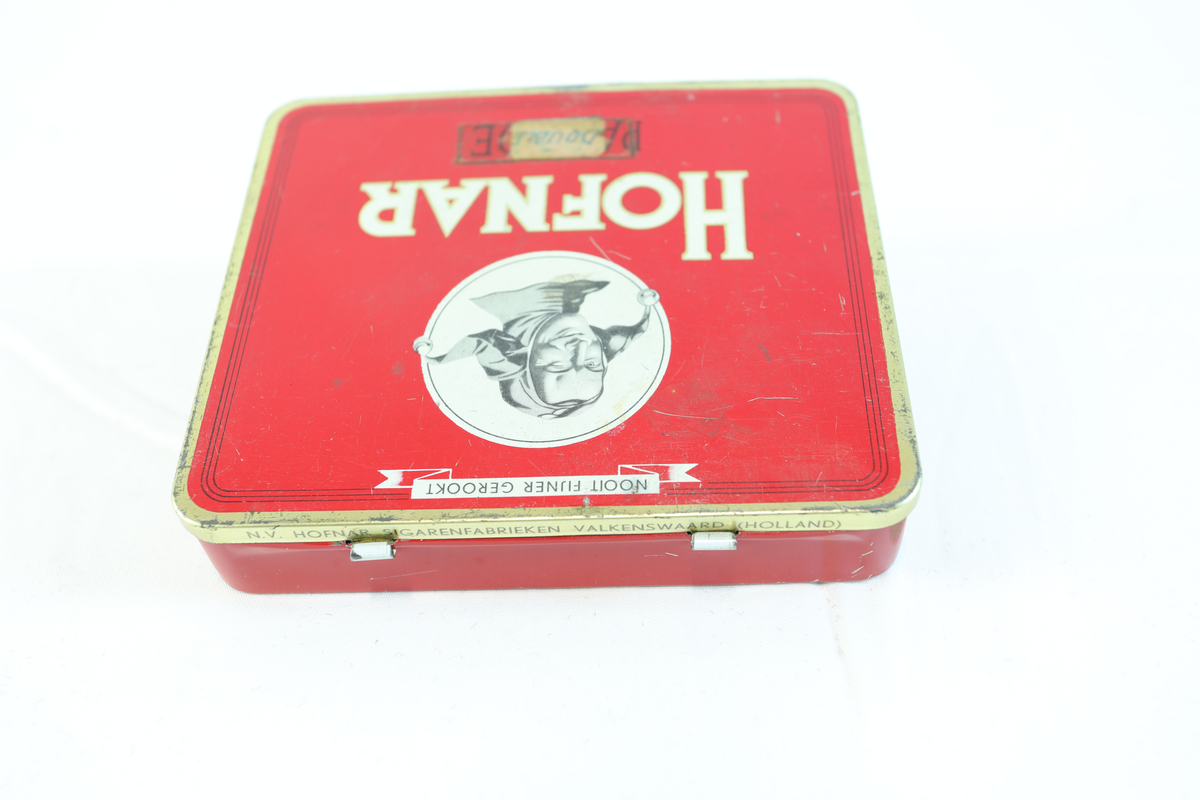 HOFNAR
NOOIT FIJNER GEROOKT
N.V. HOFNAR SIGARENFABRIEKEN VALKENSWAARD (HOLLAND)